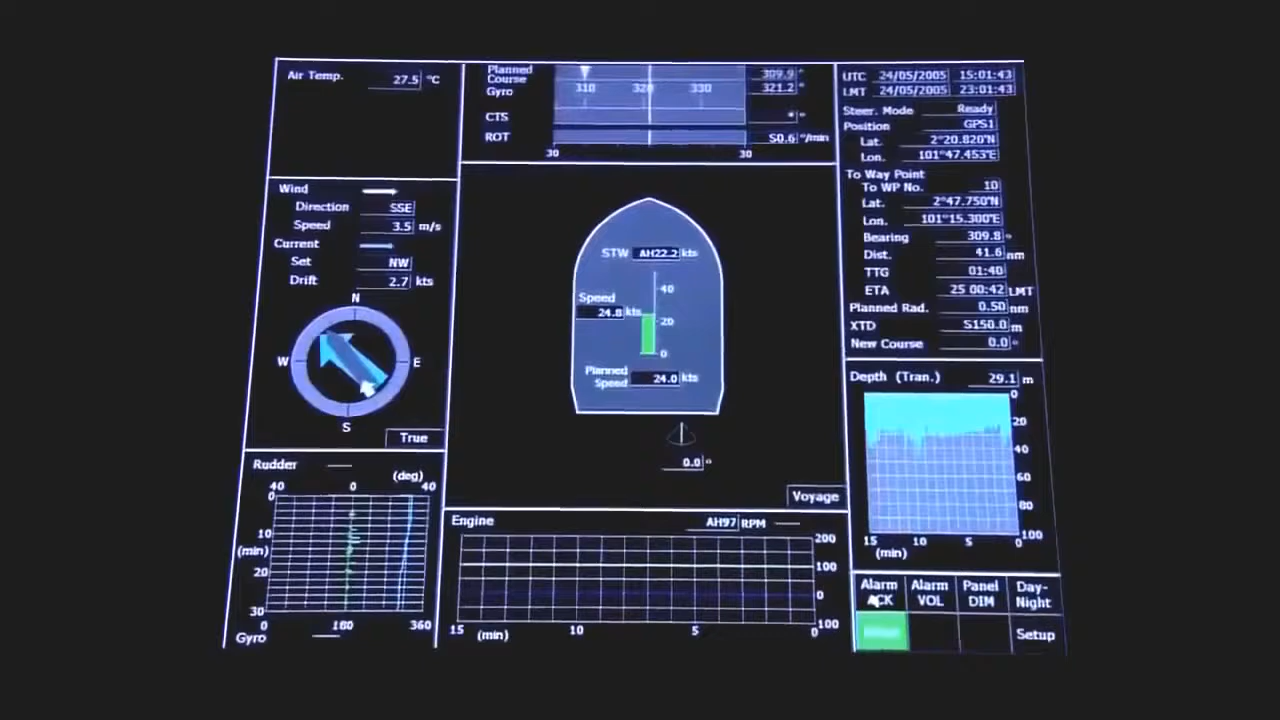 Air Temp. 27.5 °C
Planned Course 309.9 °
Gyro 310 320 330 321.2 °
CTS * °
ROT S0.6 °/min
30 30
UTC 24/05/2005 15:01:43
LMT 24/05/2005 23:01:43
Steer. Mode Ready
Position GPS1
Lat. 2°20.820'N
Lon. 101°47.453'E
To Way Point
To WP No. 10
Lat. 2°47.750'N
Lon. 101°15.300'E
Bearing 309.8 °
Dist. 41.6 nm
TTG 01:40
ETA 25 00:42 LMT
Planned Rad. 0.50 nm
XTD S150.0 m
New Course 0.0 °
Wind
Direction SSE
Speed 3.5 m/s
Current
Set NW
Drift 2.7 kts
N
W E
S
True
STW AH22.2 kts
Speed
24.8 kts
40
20
0
Planned Speed 24.0 kts
0.0 °
Voyage
Depth (Tran.) 29.1 m
0
20
40
60
80
100
15 10 5 0
(min)
Rudder (deg)
40 0 40
0
10
(min)
20
30
0 180 360
Gyro
Engine AH97 RPM
200
100
0
100
15 (min) 10 5 0
Alarm ACK
Alarm VOL
Panel DIM
Day-Night
Setup